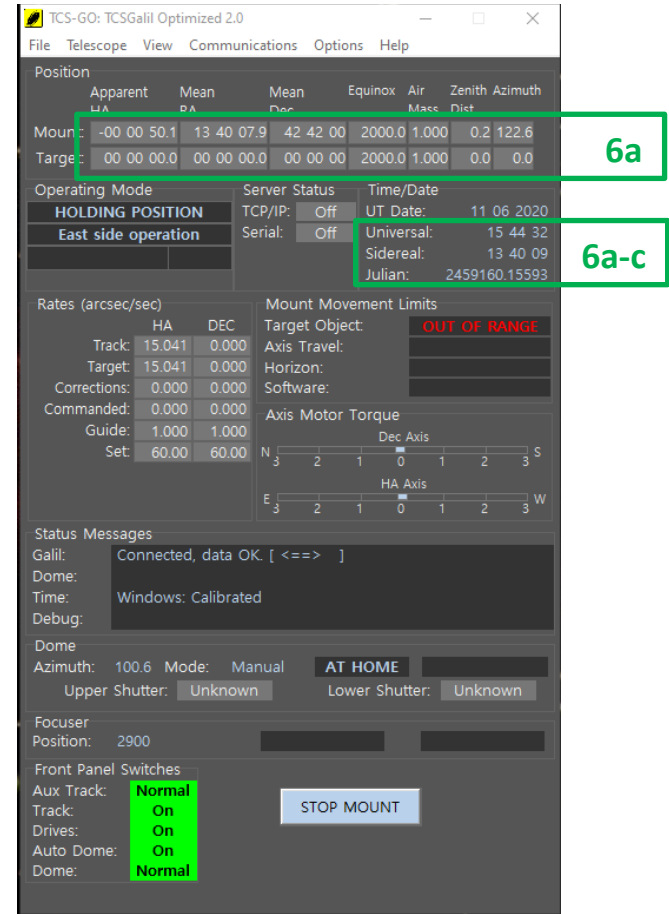 TCS-GO: TCSGalil Optimized 2.0
File Telescope View Communications Options Help
Position
Apparent Mean Mean Equinox Air Zenith Azimuth
HA RA Dec Mass Dist
Mount: -00 00 50.1 13 40 07.9 42 42 00 2000.0 1.000 0.2 122.6
Target: 00 00 00.0 00 00 00.0 00 00 00 2000.0 1.000 0.0 0.0
6a
Operating Mode Server Status Time/Date
HOLDING POSITION TCP/IP: Off UT Date: 11 06 2020
East side operation Serial: Off Universal: 15 44 32
Sidereal: 13 40 09
Julian: 2459160.15593
6a-c
Rates (arcsec/sec) Mount Movement Limits
HA DEC Target Object: OUT OF RANGE
Track: 15.041 0.000 Axis Travel:
Target: 15.041 0.000 Horizon:
Corrections: 0.000 0.000 Software:
Commanded: 0.000 0.000 Axis Motor Torque
Guide: 1.000 1.000 Dec Axis
Set: 60.00 60.00 N S
3 2 1 0 1 2 3
HA Axis
E W
3 2 1 0 1 2 3
Status Messages
Galil: Connected, data OK. [ <==> ]
Dome:
Time: Windows: Calibrated
Debug:
Dome
Azimuth: 100.6 Mode: Manual AT HOME
Upper Shutter: Unknown Lower Shutter: Unknown
Focuser
Position: 2900
Front Panel Switches
Aux Track: Normal
Track: On STOP MOUNT
Drives: On
Auto Dome: On
Dome: Normal